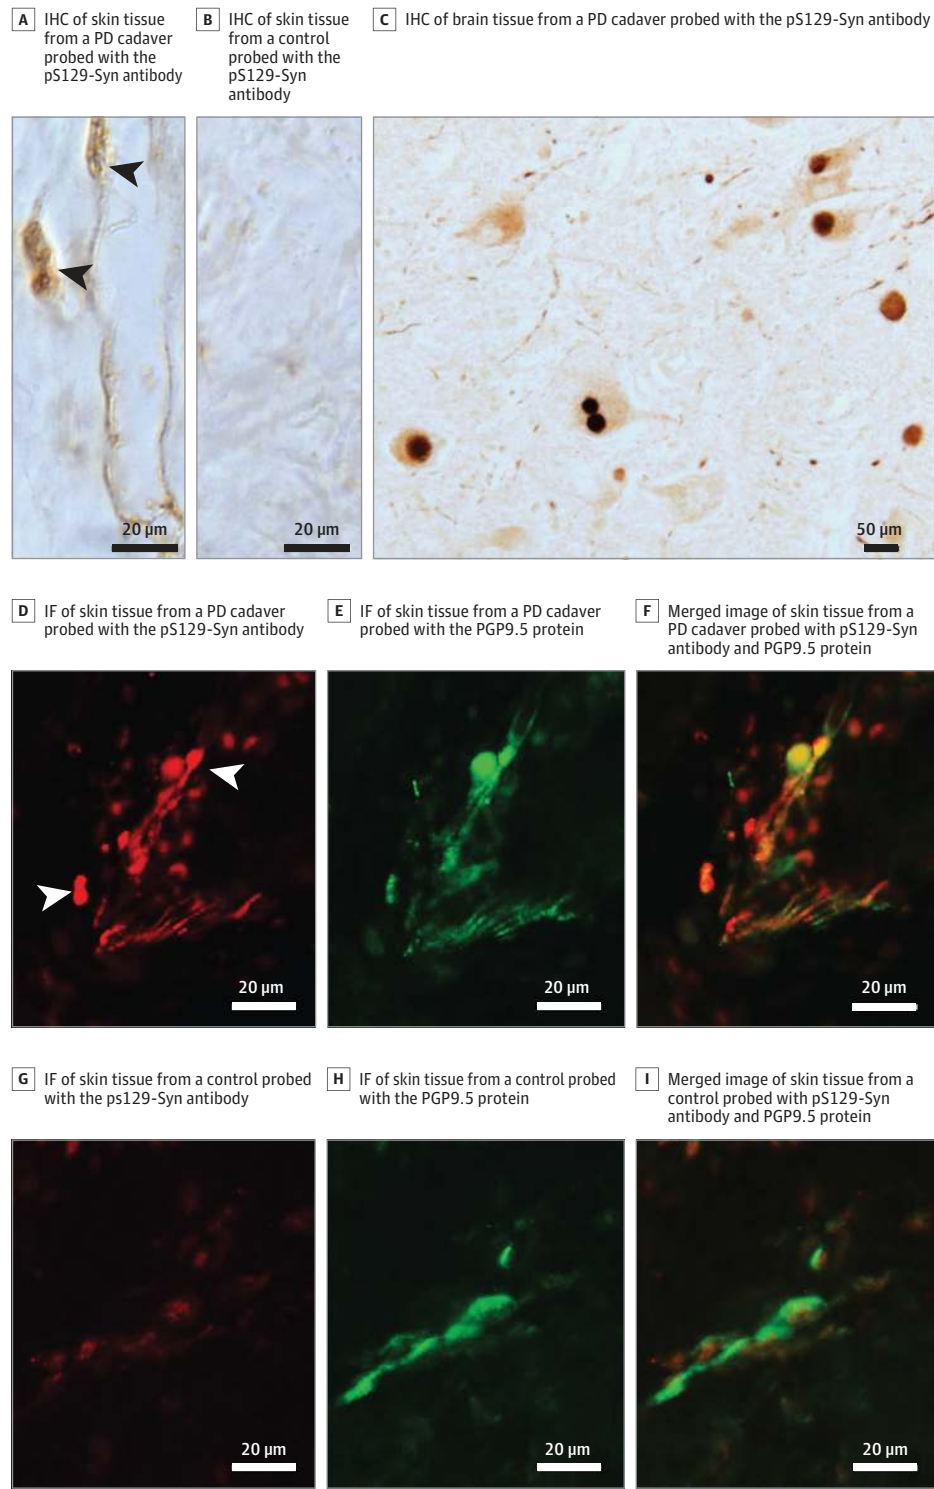 A IHC of skin tissue
from a PD cadaver
probed with the
pS129-Syn antibody
B IHC of skin tissue
from a control
probed with the
pS129-Syn
antibody
C IHC of brain tissue from a PD cadaver probed with the pS129-Syn antibody
20 μm
20 μm
50 μm
D IF of skin tissue from a PD cadaver
probed with the pS129-Syn antibody
E IF of skin tissue from a PD cadaver
probed with the PGP9.5 protein
F Merged image of skin tissue from a
PD cadaver probed with pS129-Syn
antibody and PGP9.5 protein
20 μm
20 μm
20 μm
G IF of skin tissue from a control probed
with the ps129-Syn antibody
H IF of skin tissue from a control probed
with the PGP9.5 protein
I Merged image of skin tissue from a
control probed with pS129-Syn
antibody and PGP9.5 protein
20 μm
20 μm
20 μm